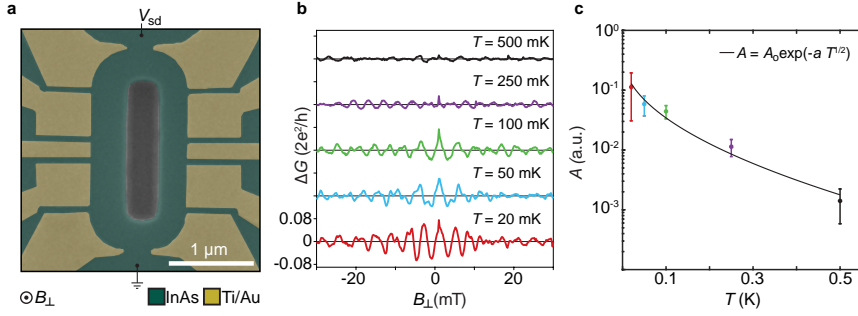 a
V_sd
1 µm
⊙ B_⊥
InAs
Ti/Au
b
ΔG (2e²/h)
T = 500 mK
T = 250 mK
T = 100 mK
T = 50 mK
T = 20 mK
0.08
0
-0.08
-20
0
20
B_⊥(mT)
c
A (a.u.)
10⁰
10⁻¹
10⁻²
10⁻³
A = A₀exp(-a T^1/2)
0.1
0.3
0.5
T (K)